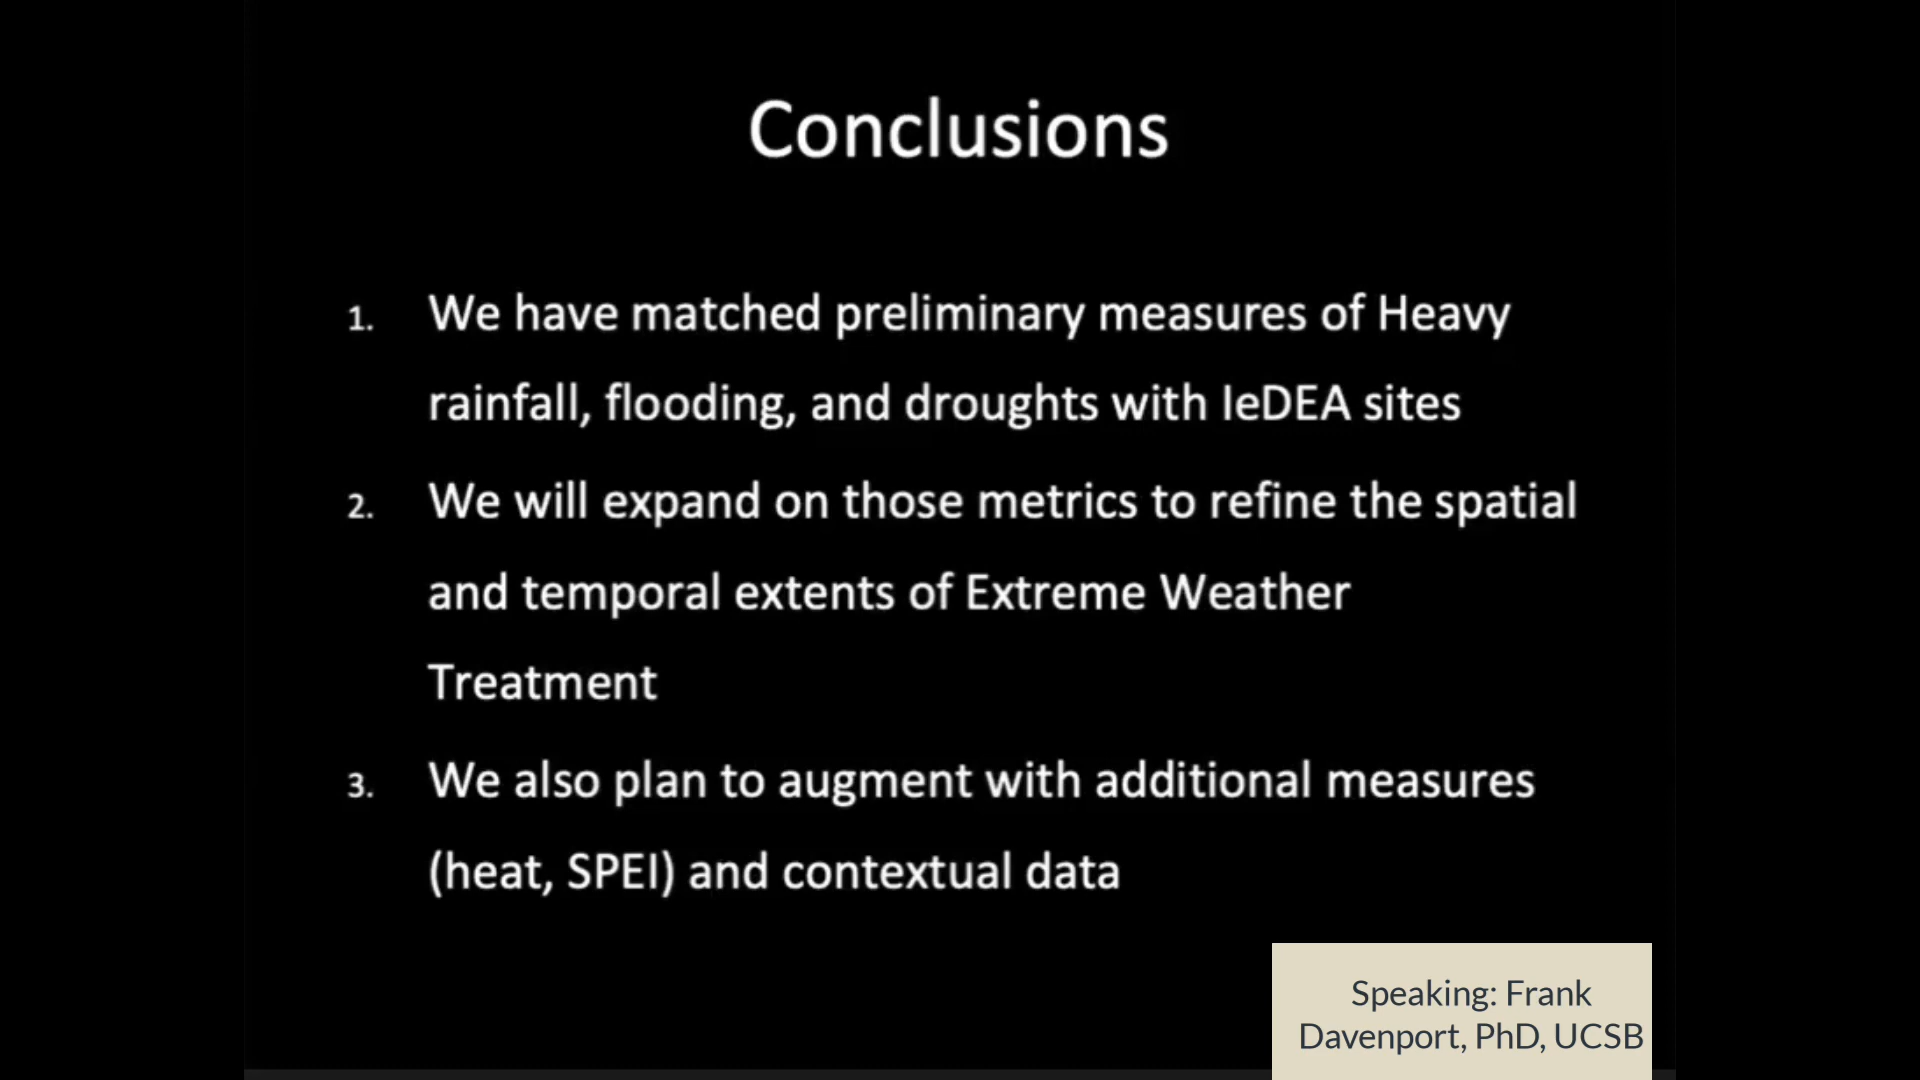 Conclusions
1. We have matched preliminary measures of Heavy
rainfall, flooding, and droughts with IeDEA sites
2. We will expand on those metrics to refine the spatial
and temporal extents of Extreme Weather
Treatment
3. We also plan to augment with additional measures
(heat, SPEI) and contextual data
Speaking: Frank
Davenport, PhD, UCSB